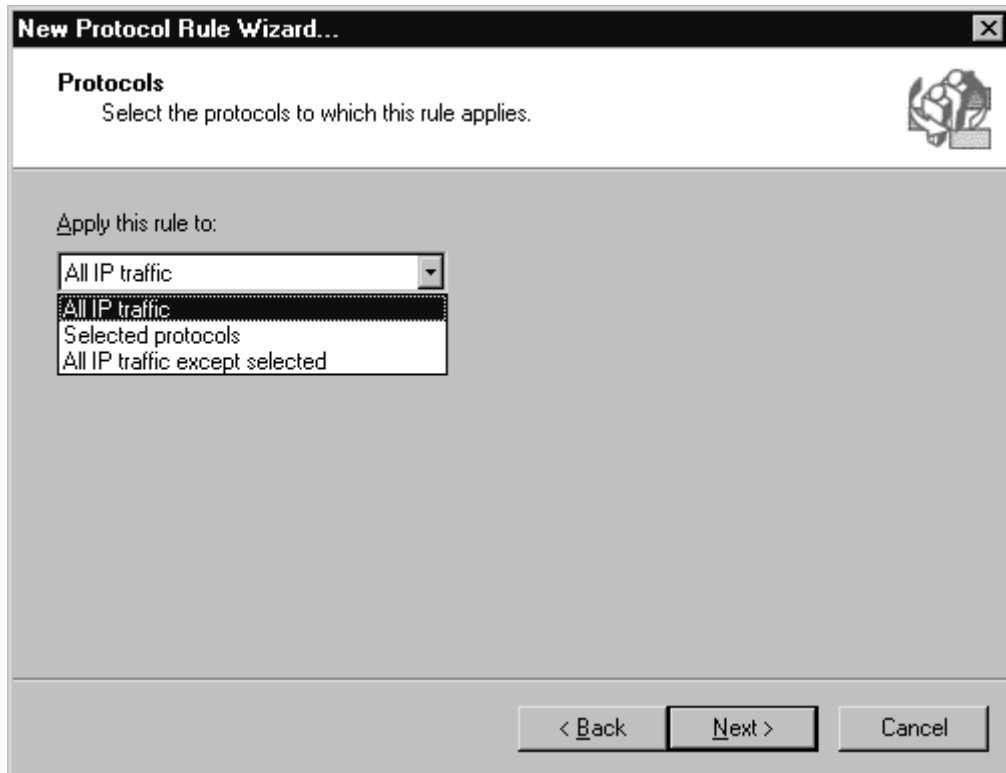 New Protocol Rule Wizard...
Protocols
Select the protocols to which this rule applies.
Apply this rule to:
All IP traffic
All IP traffic
Selected protocols
All IP traffic except selected
< Back Next > Cancel